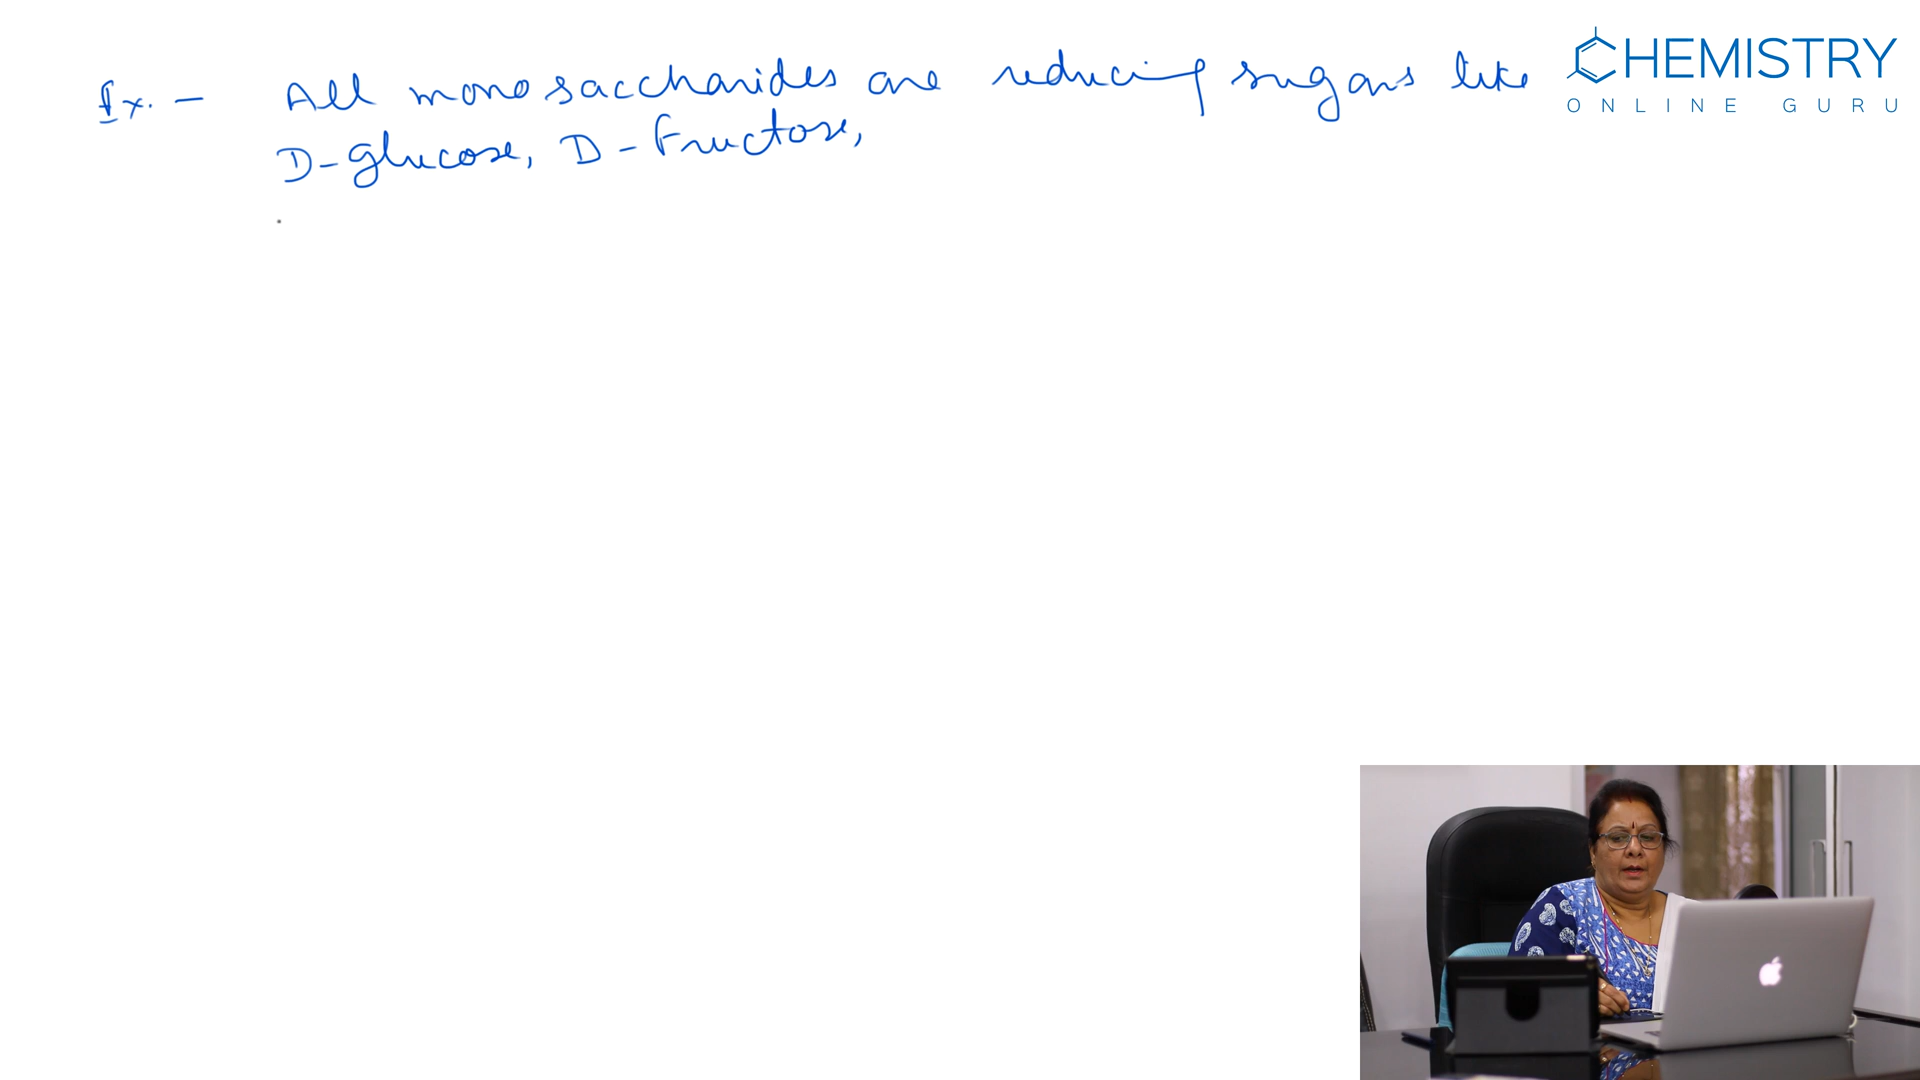 Ex. - All monosaccharides are reducing sugars like
D-glucose, D-Fructose,
CHEMISTRY
ONLINE GURU